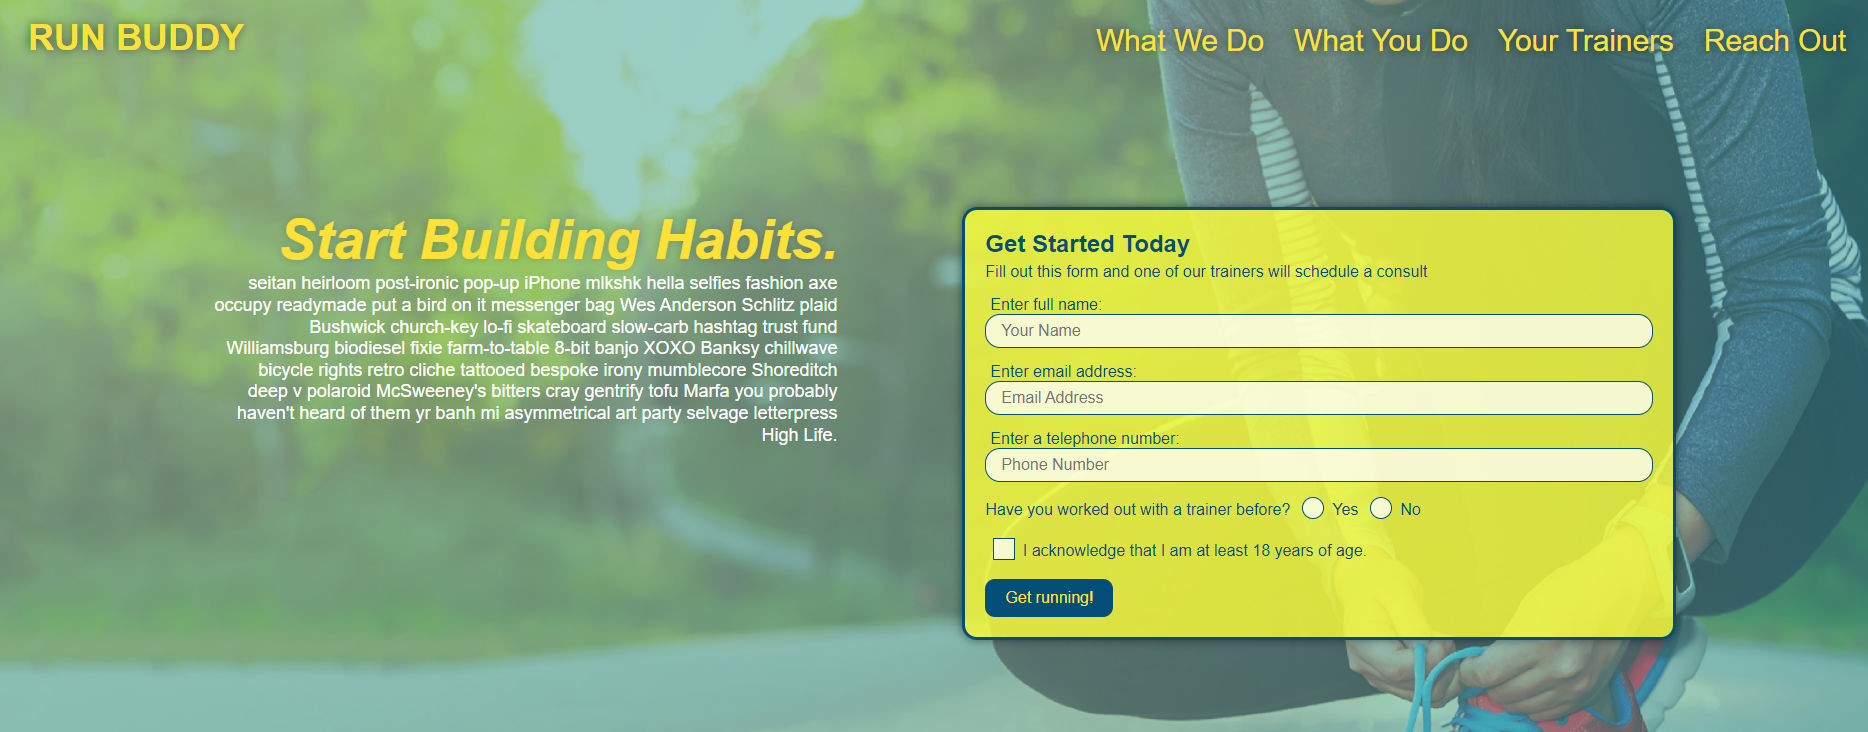 RUN BUDDY
What We Do What You Do Your Trainers Reach Out
Start Building Habits.
seitan heirloom post-ironic pop-up iPhone mlkshk hella selfies fashion axe
occupy readymade put a bird on it messenger bag Wes Anderson Schlitz plaid
Bushwick church-key lo-fi skateboard slow-carb hashtag trust fund
Williamsburg biodiesel fixie farm-to-table 8-bit banjo XOXO Banksy chillwave
bicycle rights retro cliche tattooed bespoke irony mumblecore Shoreditch
deep v polaroid McSweeney's bitters cray gentrify tofu Marfa you probably
haven't heard of them yr banh mi asymmetrical art party selvage letterpress
High Life.
Get Started Today
Fill out this form and one of our trainers will schedule a consult
Enter full name:
Your Name
Enter email address:
Email Address
Enter a telephone number:
Phone Number
Have you worked out with a trainer before? Yes No
I acknowledge that I am at least 18 years of age.
Get running!